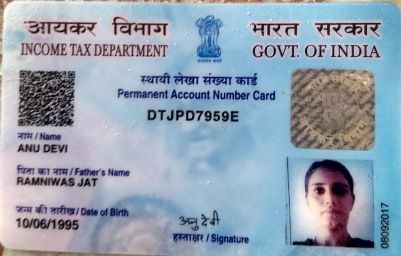 आयकर विभाग
INCOME TAX DEPARTMENT
भारत सरकार
GOVT. OF INDIA
स्थायी लेखा संख्या कार्ड
Permanent Account Number Card
DTJPD7959E
नाम / Name
ANU DEVI
पिता का नाम / Father's Name
RAMNIWAS JAT
जन्म की तारीख / Date of Birth
10/06/1995
अनु देवी
हस्ताक्षर / Signature
08092017